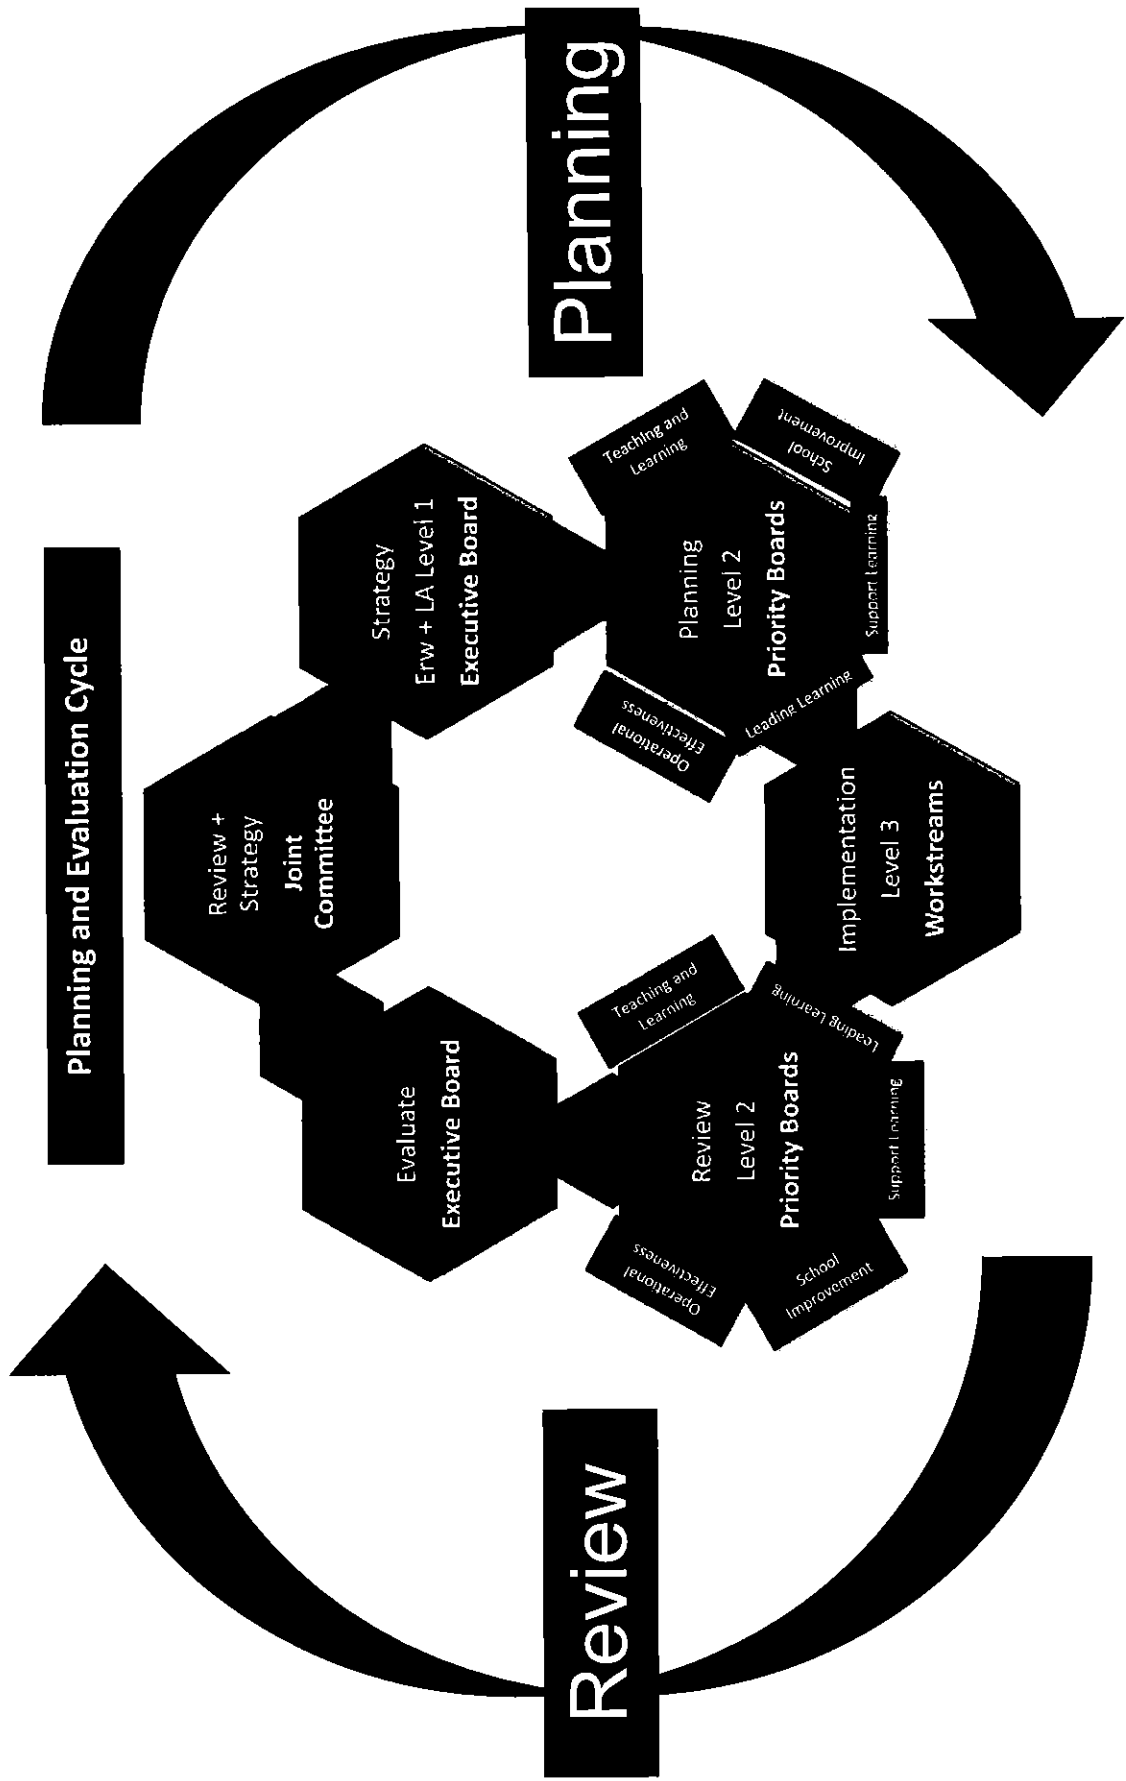 Planning and Evaluation Cycle
Review +
Strategy
Joint
Committee
Strategy
Erw + LA Level 1
Executive Board
Planning
Level 2
Priority Boards
Teaching and
Learning
School
Improvement
Support Learning
Leading Learning
Operational
Effectiveness
Implementation
Level 3
Workstreams
Review
Level 2
Priority Boards
Teaching and
Learning
Leading Learning
Support Learning
School
Improvement
Operational
Effectiveness
Evaluate
Executive Board
Planning
Review